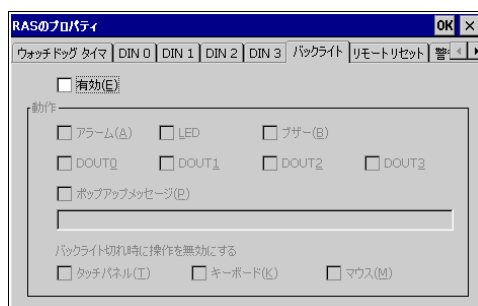 RASのプロパティ OK ×
ウォッチドッグ タイマ DIN 0 DIN 1 DIN 2 DIN 3 バックライト リモートリセット 警
有効(E)
動作
アラーム(A) LED ブザー(B)
DOUT0 DOUT1 DOUT2 DOUT3
ポップアップメッセージ(P)
バックライト切れ時に操作を無効にする
タッチパネル(T) キーボード(K) マウス(M)